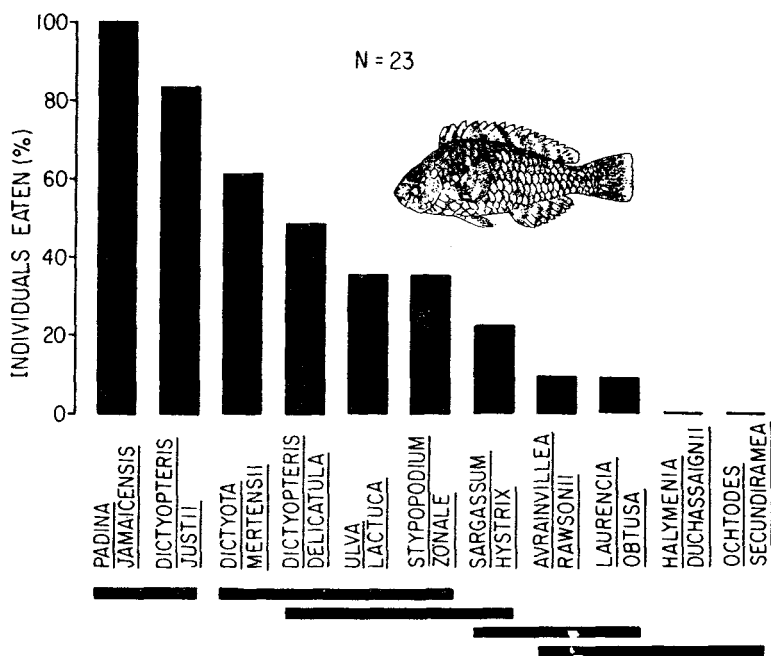 N = 23
INDIVIDUALS EATEN (%)
100
80
60
40
20
0
PADINA
JAMAICENSIS
DICTYOPTERIS
JUSTII
DICTYOTA
MERTENSII
DICTYOPTERIS
DELICATULA
ULVA
LACTUCA
STYPOPODIUM
ZONALE
SARGASSUM
HYSTRIX
AVRAINVILLEA
RAWSONII
LAURENCIA
OBTUSA
HALYMENIA
DUCHASSAIGNII
OCHTODES
SECUNDIRAMEA